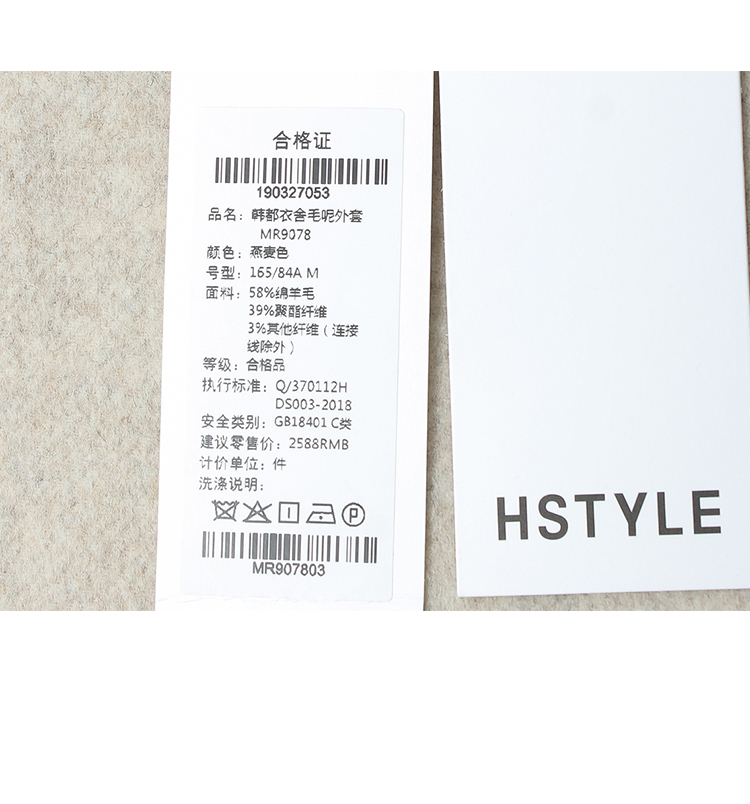 合格证
190327053
品名：韩都衣舍毛呢外套
MR9078
颜色：燕麦色
号型：165/84A M
面料：58%绵羊毛
39%聚酯纤维
3%其他纤维（连接
线除外）
等级：合格品
执行标准：Q/370112H
DS003-2018
安全类别：GB18401 C类
建议零售价：2588RMB
计价单位：件
洗涤说明：
P
MR907803
HSTYLE